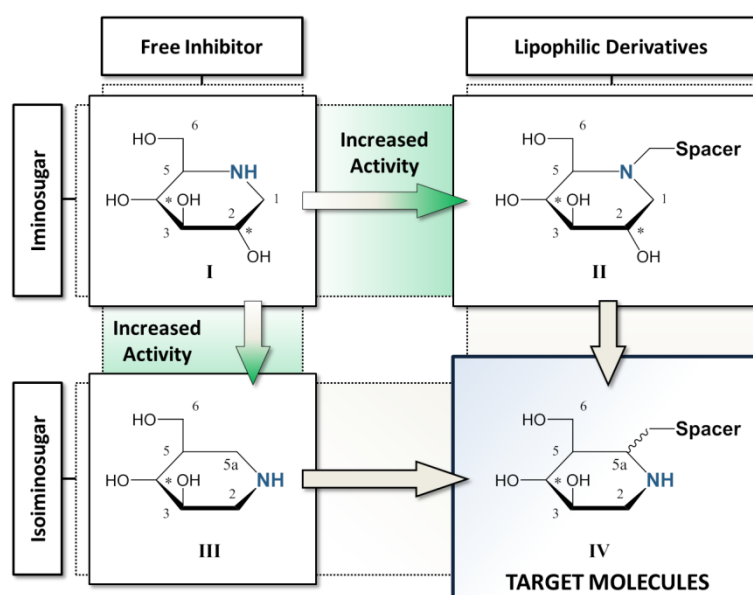 Free Inhibitor
Lipophilic Derivatives
Iminosugar
HO
6
5
NH
HO
*
OH
1
2
3
*
OH
I
Increased
Activity
HO
6
5
N
Spacer
HO
*
OH
1
2
3
*
OH
II
Increased
Activity
Isoiminosugar
HO
6
5
5a
HO
*
OH
NH
2
3
III
HO
6
Spacer
5
5a
HO
*
OH
NH
2
3
IV
TARGET MOLECULES